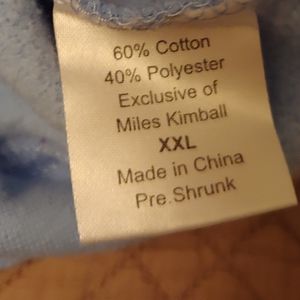 60% Cotton
40% Polyester
Exclusive of
Miles Kimball
XXL
Made in China
Pre.Shrunk